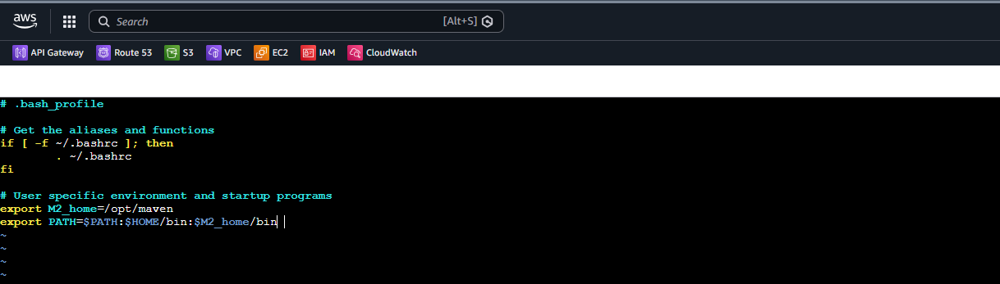 aws Search [Alt+S]
API Gateway Route 53 S3 VPC EC2 IAM CloudWatch
# .bash_profile
# Get the aliases and functions
if [ -f ~/.bashrc ]; then
        . ~/.bashrc
fi
# User specific environment and startup programs
export M2_home=/opt/maven
export PATH=$PATH:$HOME/bin:$M2_home/bin
~
~
~
~